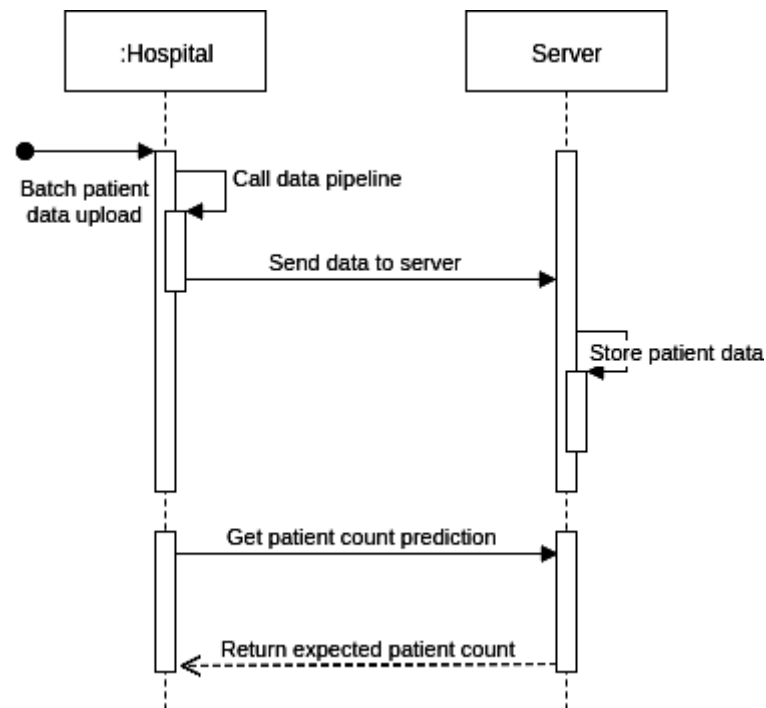 :Hospital
Server
Batch patient
data upload
Call data pipeline
Send data to server
Store patient data
Get patient count prediction
Return expected patient count